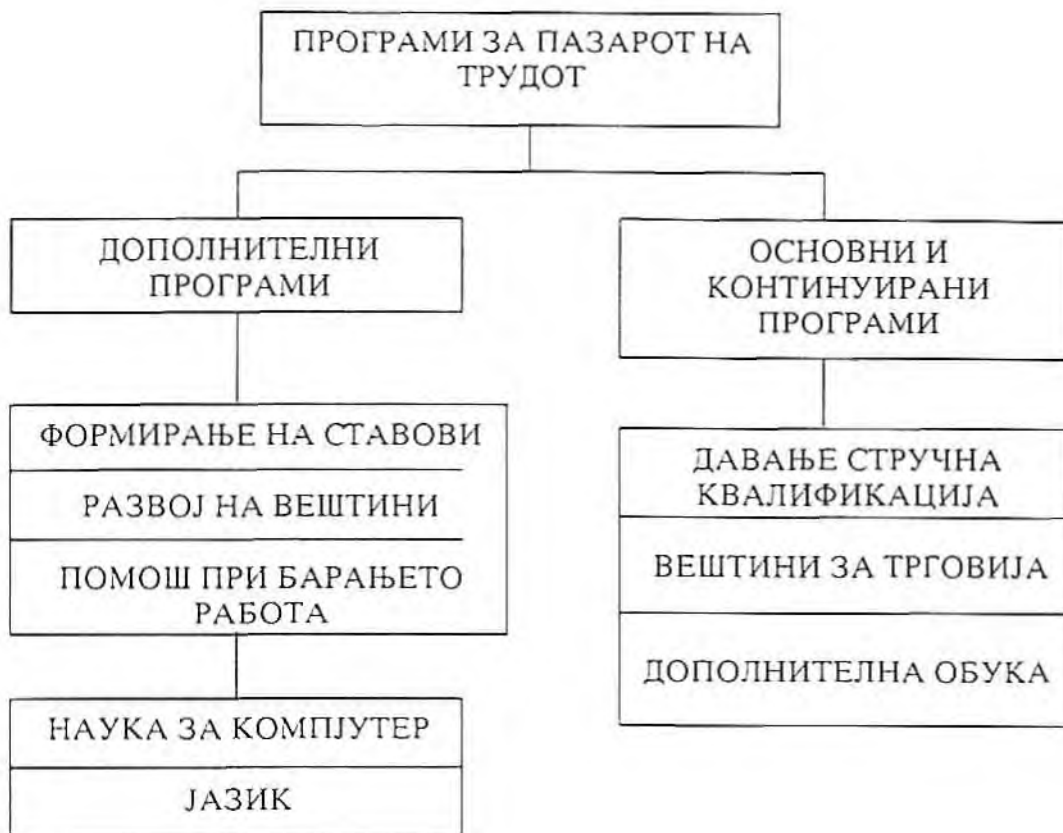 ПРОГРАМИ ЗА ПАЗАРОТ НА
ТРУДОТ
ДОПОЛНИТЕЛНИ
ПРОГРАМИ
ОСНОВНИ И
КОНТИНУИРАНИ
ПРОГРАМИ
ФОРМИРАЊЕ НА СТАВОВИ
РАЗВОЈ НА ВЕШТИНИ
ПОМОШ ПРИ БАРАЊЕТО
РАБОТА
ДАВАЊЕ СТРУЧНА
КВАЛИФИКАЦИЈА
ВЕШТИНИ ЗА ТРГОВИЈА
ДОПОЛНИТЕЛНА ОБУКА
НАУКА ЗА КОМПЈУТЕР
ЈАЗИК